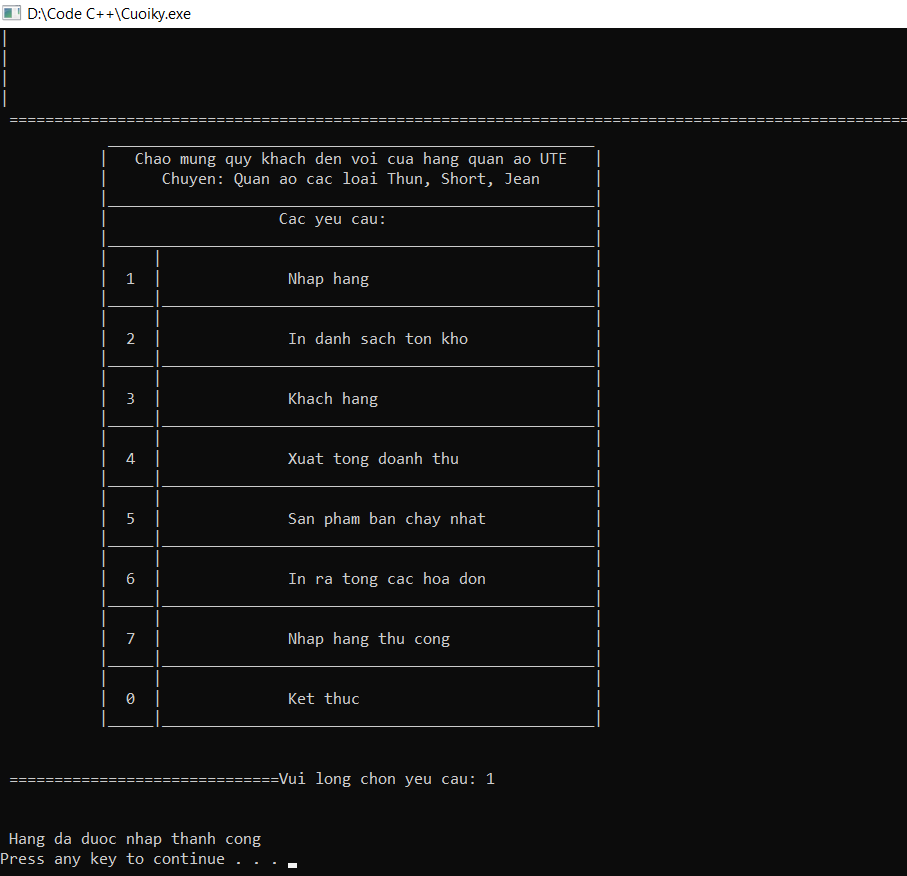 D:\Code C++\Cuoiky.exe
==================================================================================================
Chao mung quy khach den voi cua hang quan ao UTE
Chuyen: Quan ao cac loai Thun, Short, Jean
Cac yeu cau:
1 Nhap hang
2 In danh sach ton kho
3 Khach hang
4 Xuat tong doanh thu
5 San pham ban chay nhat
6 In ra tong cac hoa don
7 Nhap hang thu cong
0 Ket thuc
==============================Vui long chon yeu cau: 1
Hang da duoc nhap thanh cong
Press any key to continue . . .